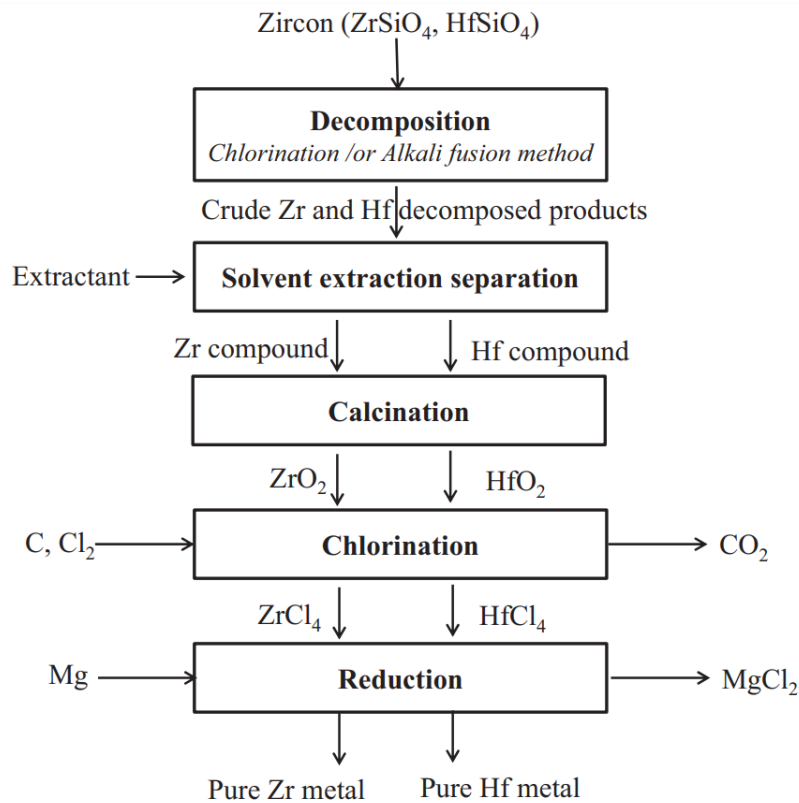 Zircon (ZrSiO₄, HfSiO₄)
Decomposition
Chlorination /or Alkali fusion method
Crude Zr and Hf decomposed products
Extractant
Solvent extraction separation
Zr compound
Hf compound
Calcination
ZrO₂
HfO₂
C, Cl₂
Chlorination
CO₂
ZrCl₄
HfCl₄
Mg
Reduction
MgCl₂
Pure Zr metal
Pure Hf metal